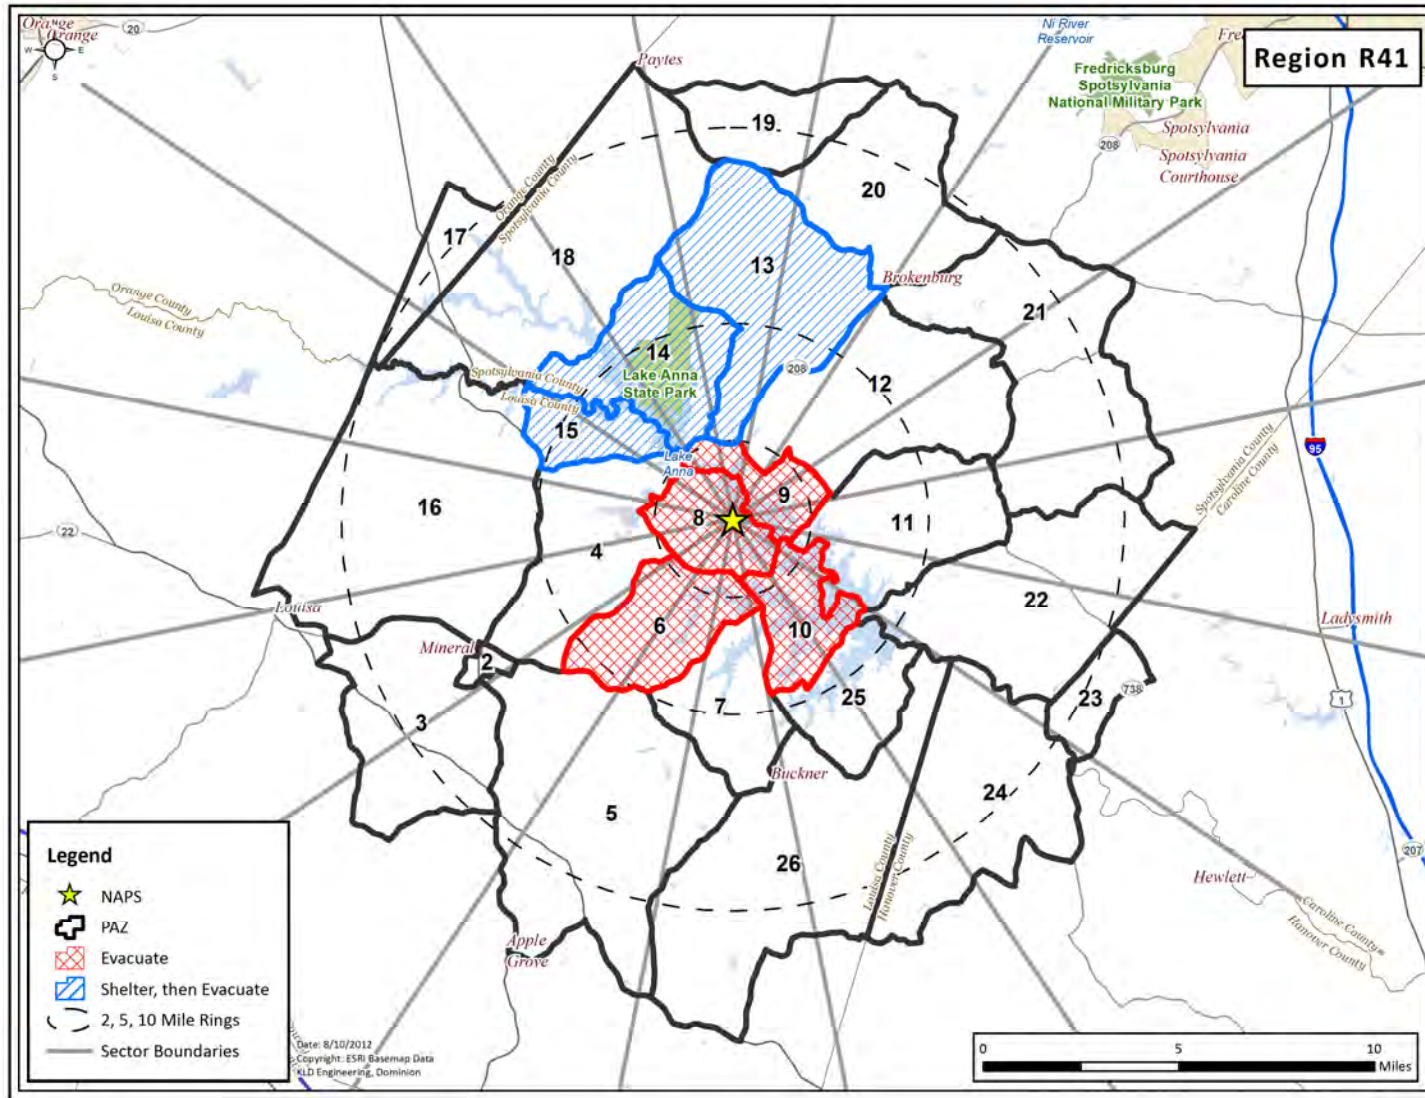 Region R41
Orange
Orange
N
W
E
S
20
Paytes
Ni River
Reservoir
Fre
Fredricksburg
Spotsylvania
National Military Park
Spotsylvania
208
Spotsylvania
Courthouse
19
20
17
Orange County
Spotsylvania County
18
13
Brokenburg
21
Orange County
Louisa County
14
Lake Anna
State Park
208
12
Spotsylvania County
Louisa County
15
Lake
Anna
95
Spotsylvania County
Caroline County
9
8
11
16
22
4
Louisa
6
10
22
Ladysmith
Mineral
2
7
25
23
738
1
3
Buckner
5
24
26
207
Louisa County
Hanover County
Hewlett
Caroline County
Hanover County
Apple
Grove
Legend
NAPS
PAZ
Evacuate
Shelter, then Evacuate
2, 5, 10 Mile Rings
Sector Boundaries
Date: 8/10/2012
Copyright: ESRI Basemap Data
KLD Engineering, Dominion
0
5
10
Miles